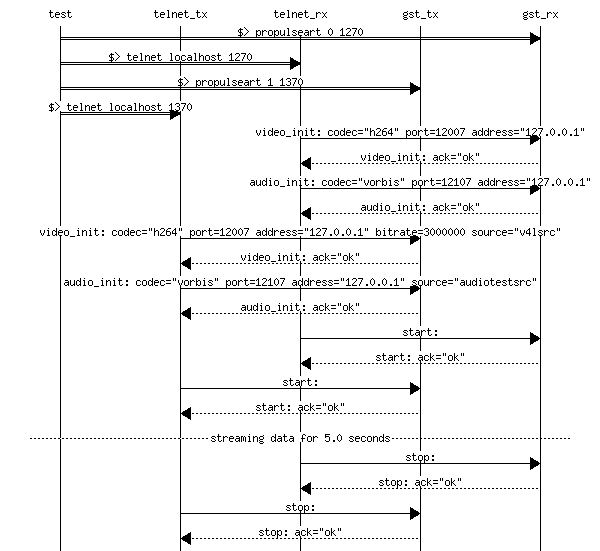 test telnet_tx telnet_rx gst_tx gst_rx
$> propulseart 0 1270
$> telnet localhost 1270
$> propulseart 1 1370
$> telnet localhost 1370
video_init: codec="h264" port=12007 address="127.0.0.1"
video_init: ack="ok"
audio_init: codec="vorbis" port=12107 address="127.0.0.1"
audio_init: ack="ok"
video_init: codec="h264" port=12007 address="127.0.0.1" bitrate=3000000 source="v4lsrc"
video_init: ack="ok"
audio_init: codec="vorbis" port=12107 address="127.0.0.1" source="audiotestsrc"
audio_init: ack="ok"
start:
start: ack="ok"
start:
start: ack="ok"
streaming data for 5.0 seconds
stop:
stop: ack="ok"
stop:
stop: ack="ok"